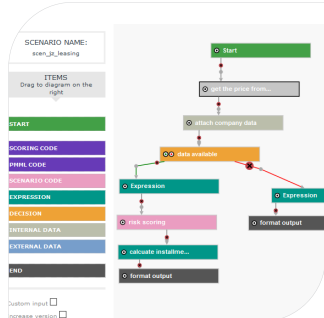 SCENARIO NAME:
scen_jz_leasing
ITEMS
Drag to diagram on the
right
START
SCORING CODE
PMML CODE
SCENARIO CODE
EXPRESSION
DECISION
INTERNAL DATA
EXTERNAL DATA
END
Custom input
Increase version
Start
get the price from...
attach company data
data available
Expression
Expression
risk scoring
format output
calcuate installme...
format output